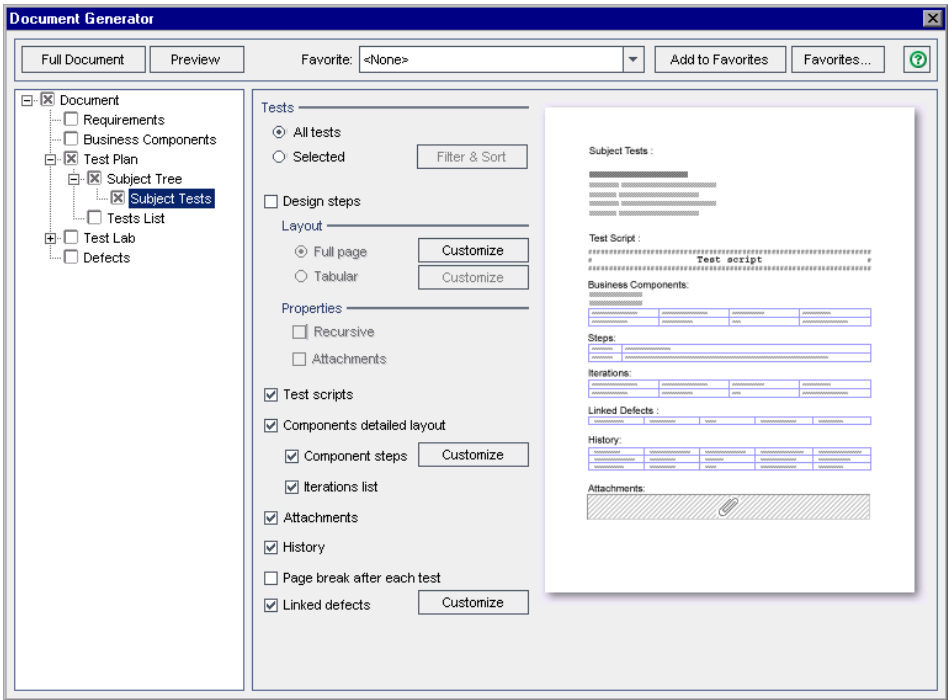 Document Generator
Full Document
Preview
Favorite:
<None>
Add to Favorites
Favorites...
Document
Requirements
Business Components
Test Plan
Subject Tree
Subject Tests
Tests List
Test Lab
Defects
Tests
All tests
Selected
Filter & Sort
Design steps
Layout
Full page
Customize
Tabular
Customize
Properties
Recursive
Attachments
Test scripts
Components detailed layout
Component steps
Customize
Iterations list
Attachments
History
Page break after each test
Linked defects
Customize
Subject Tests :
Test Script :
# Test script #
Business Components:
Steps:
Iterations:
Linked Defects :
History:
Attachments: